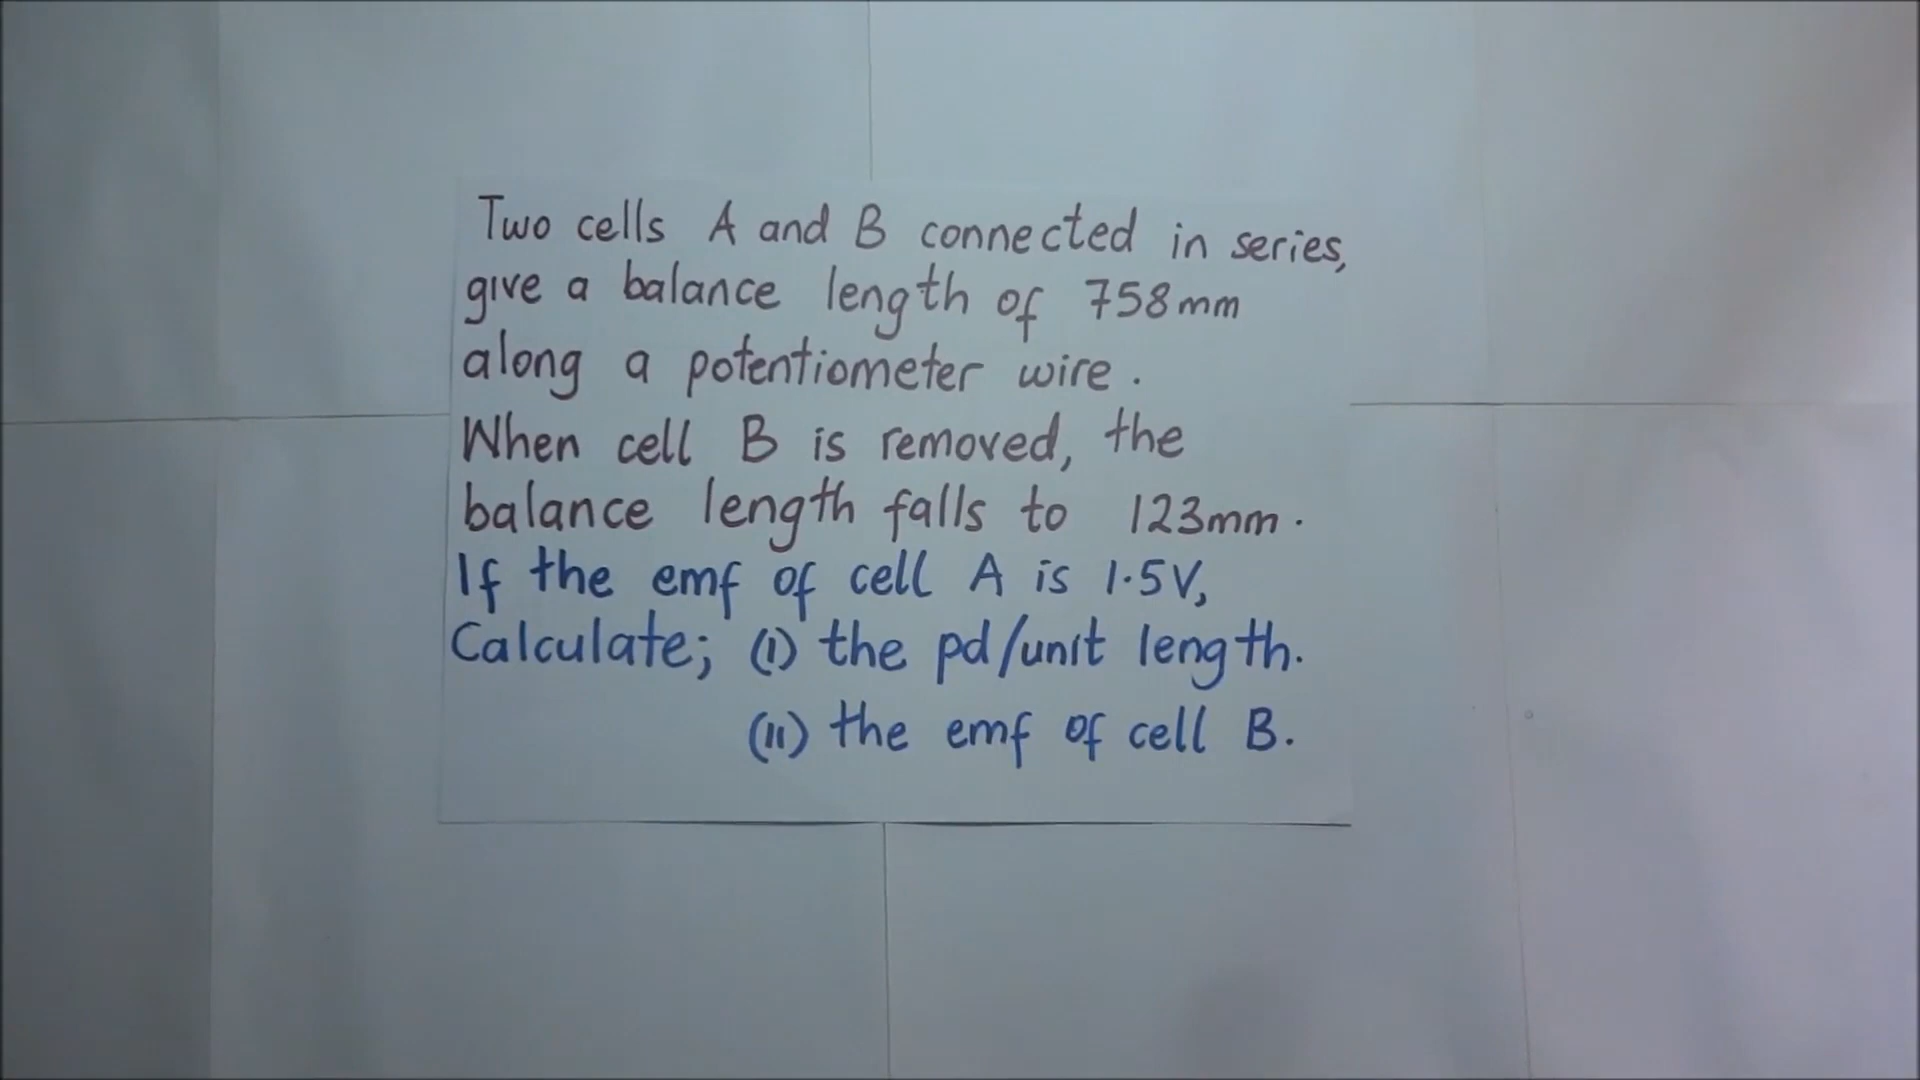 Two cells A and B connected in series,
give a balance length of 758mm
along a potentiometer wire.
When cell B is removed, the
balance length falls to 123mm.
If the emf of cell A is 1.5V,
Calculate; (i) the pd/unit length.
(ii) the emf of cell B.